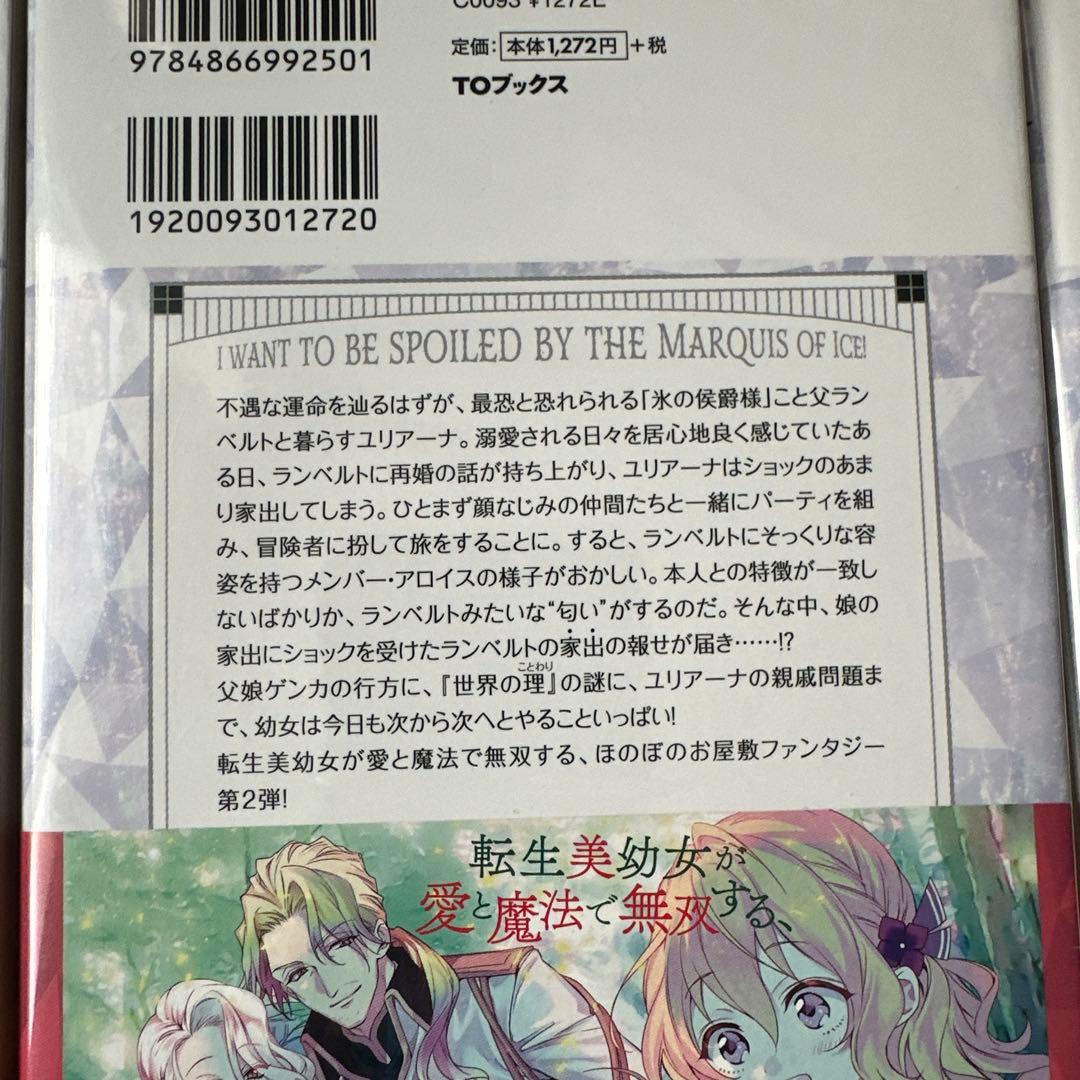 C0093 ¥1272E
9784866992501
定価：本体1,272円＋税
TOブックス
1920093012720
I WANT TO BE SPOILED BY THE MARQUIS OF ICE!
不遇な運命を辿るはずが、最恐と恐れられる「氷の侯爵様」こと父ラン
ベルトと暮らすユリアーナ。溺愛される日々を居心地良く感じていたあ
る日、ランベルトに再婚の話が持ち上がり、ユリアーナはショックのあま
り家出してしまう。ひとまず顔なじみの仲間たちと一緒にパーティを組
み、冒険者に扮して旅をすることに。すると、ランベルトにそっくりな容
姿を持つメンバー・アロイスの様子がおかしい。本人との特徴が一致し
ないばかりか、ランベルトみたいな“匂い”がするのだ。そんな中、娘の
家出にショックを受けたランベルトの家出の報せが届き……!?
父娘ゲンカの行方に、『世界の理』の謎に、ユリアーナの親戚問題ま
ことわり
で、幼女は今日も次から次へとやること いっぱい!
転生美幼女が愛と魔法で無双する、ほのぼのお屋敷ファンタジー
第2弾!
転生美幼女が
愛と魔法で無双する、